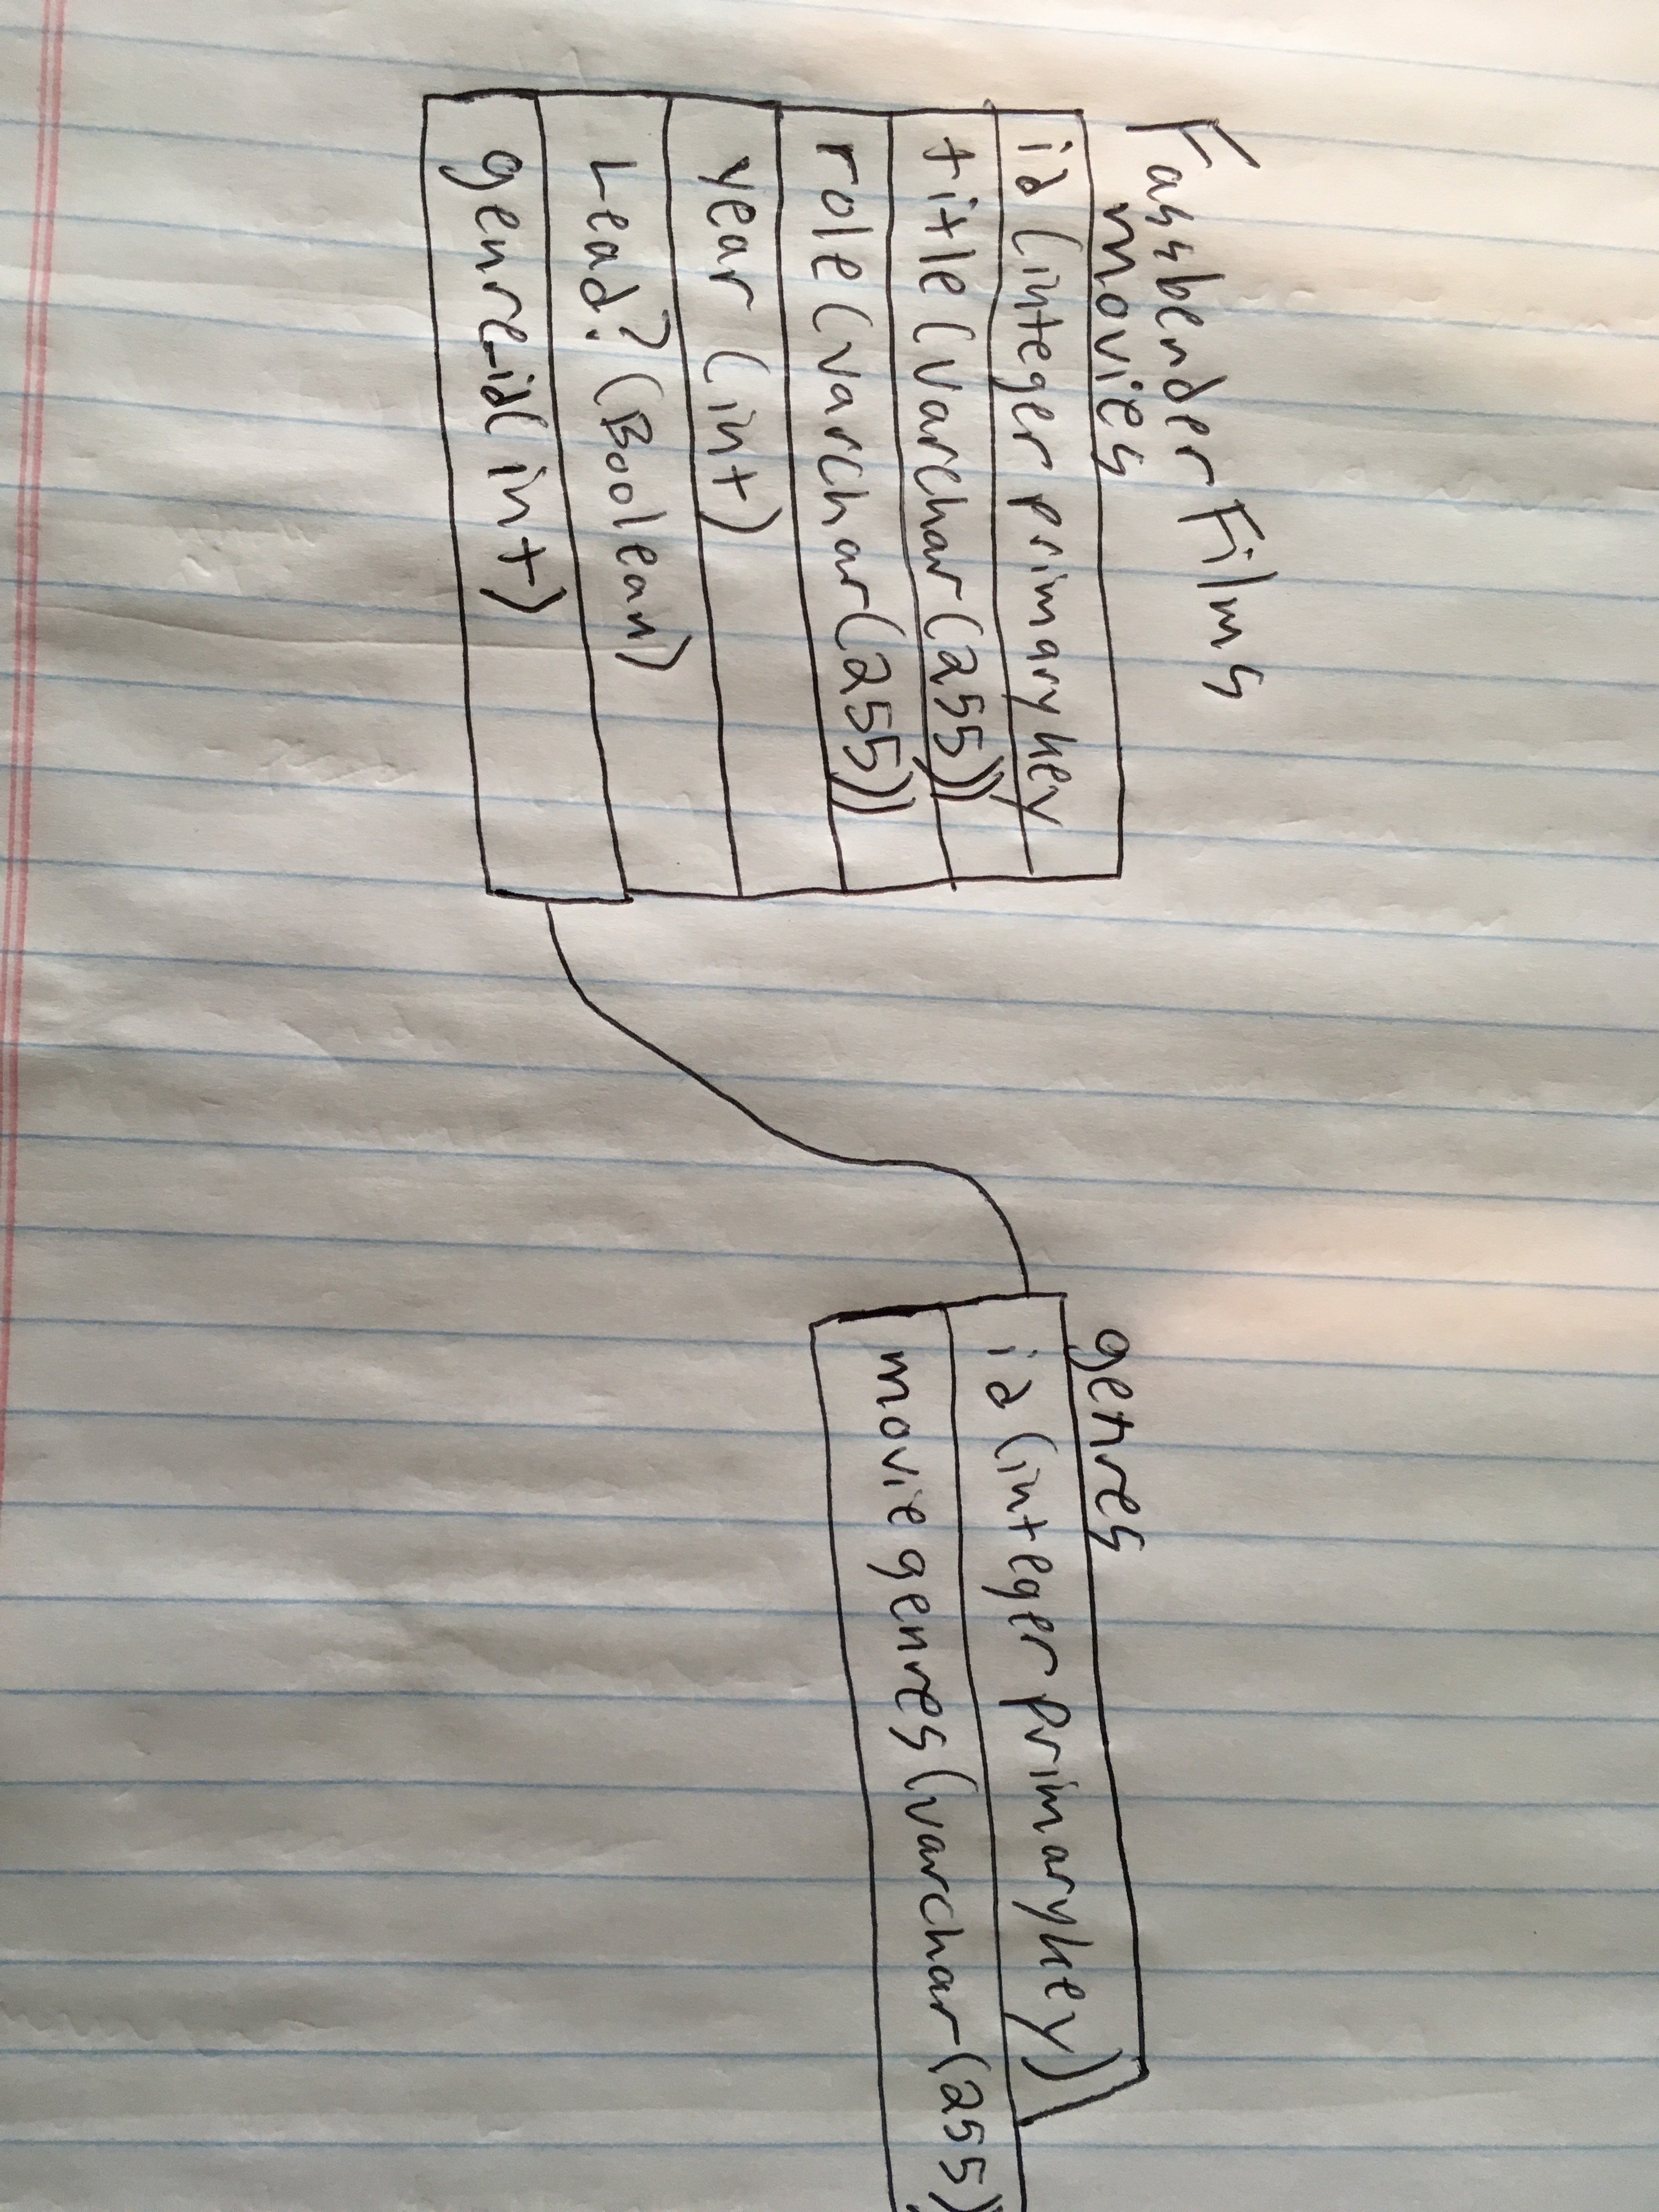 Fassbender Films
movies
id (integer primary key
title (varchar (255))
role (varchar (255))
year (int)
Lead? (Boolean)
genre_id (int)
genres
id (integer primary key)
movie genres (varchar (255)